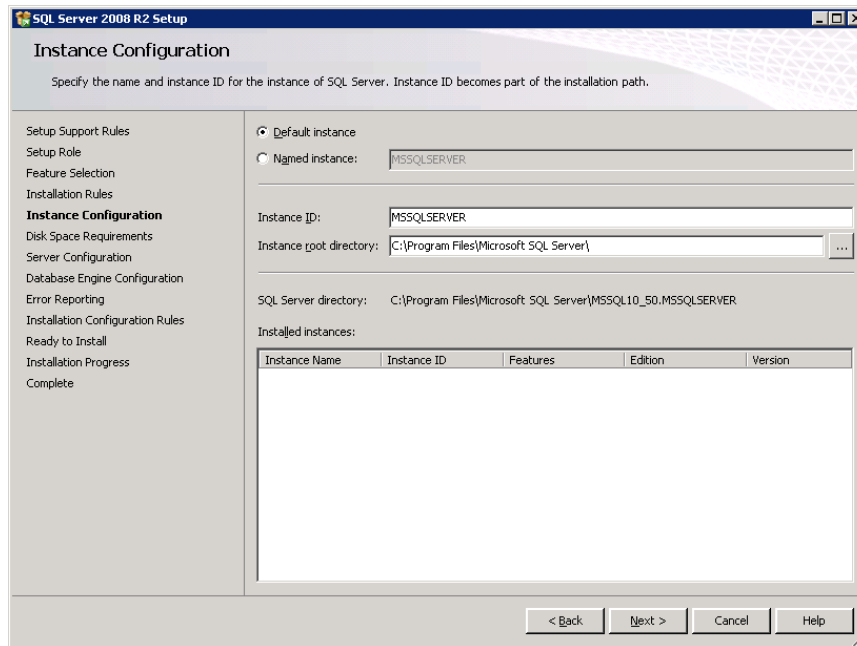 SQL Server 2008 R2 Setup
Instance Configuration
Specify the name and instance ID for the instance of SQL Server. Instance ID becomes part of the installation path.
Setup Support Rules
Setup Role
Feature Selection
Installation Rules
Instance Configuration
Disk Space Requirements
Server Configuration
Database Engine Configuration
Error Reporting
Installation Configuration Rules
Ready to Install
Installation Progress
Complete
Default instance
Named instance: MSSQLSERVER
Instance ID: MSSQLSERVER
Instance root directory: C:\Program Files\Microsoft SQL Server\ ...
SQL Server directory: C:\Program Files\Microsoft SQL Server\MSSQL10_50.MSSQLSERVER
Installed instances:
Instance Name Instance ID Features Edition Version
< Back Next > Cancel Help